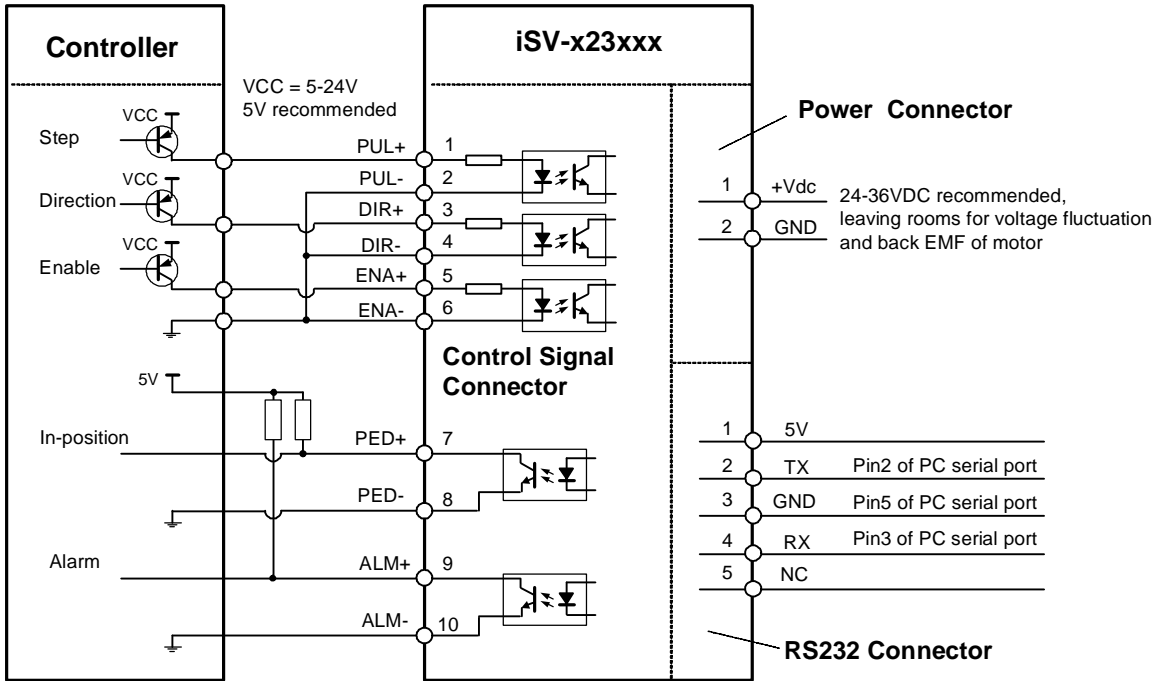 Controller
iSV-x23xxx
VCC = 5-24V
5V recommended
VCC
Step
PUL+
1
PUL-
2
VCC
Direction
DIR+
3
DIR-
4
VCC
Enable
ENA+
5
ENA-
6
Control Signal
Connector
5V
In-position
PED+
7
PED-
8
Alarm
ALM+
9
ALM-
10
Power Connector
1
+Vdc
2
GND
24-36VDC recommended,
leaving rooms for voltage fluctuation
and back EMF of motor
1
5V
2
TX
Pin2 of PC serial port
3
GND
Pin5 of PC serial port
4
RX
Pin3 of PC serial port
5
NC
RS232 Connector